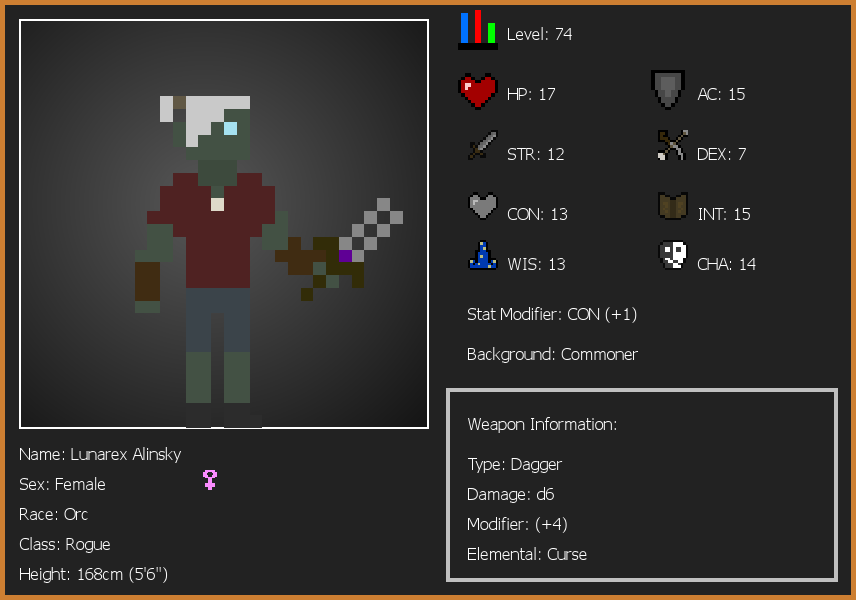 Level: 74
HP: 17
AC: 15
STR: 12
DEX: 7
CON: 13
INT: 15
WIS: 13
CHA: 14
Stat Modifier: CON (+1)
Background: Commoner
Weapon Information:
Type: Dagger
Damage: d6
Modifier: (+4)
Elemental: Curse
Name: Lunarex Alinsky
Sex: Female
Race: Orc
Class: Rogue
Height: 168cm (5'6")